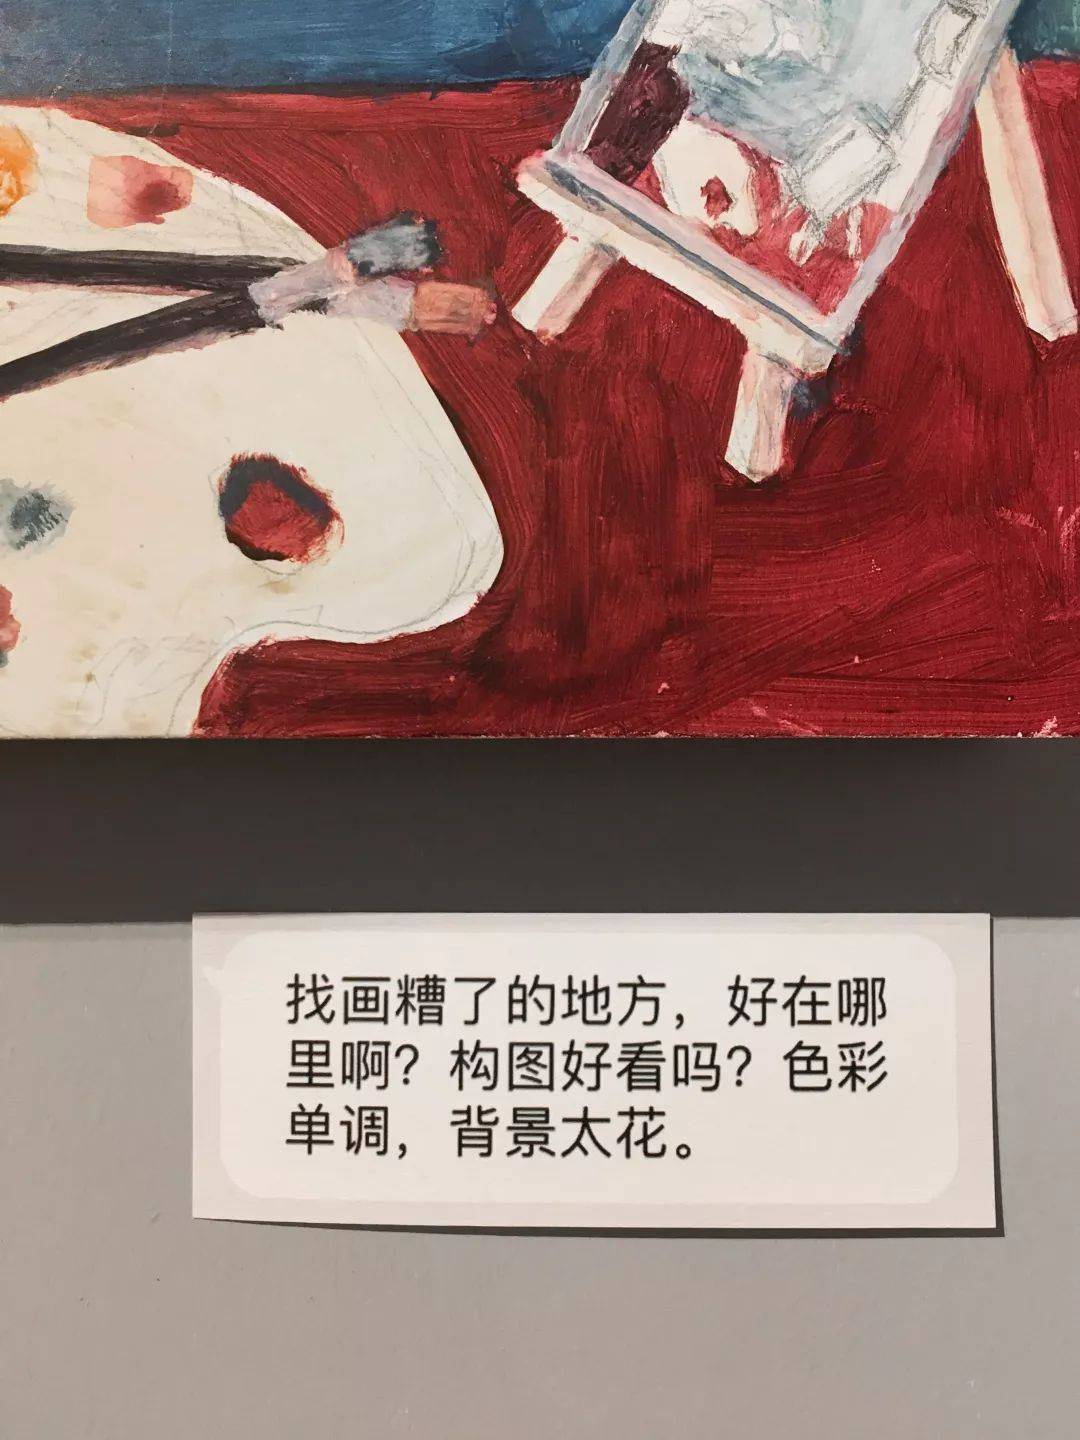 找画糟了的地方，好在哪
里啊？构图好看吗？色彩
单调，背景太花。